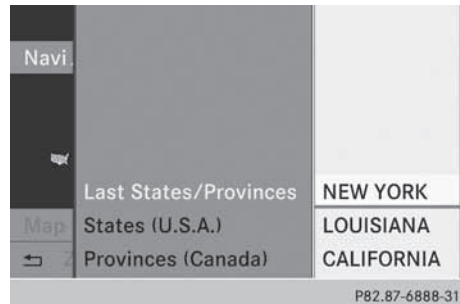 Navi
Last States/Provinces NEW YORK
Map States (U.S.A.) LOUISIANA
Z Provinces (Canada) CALIFORNIA
P82.87-6888-31